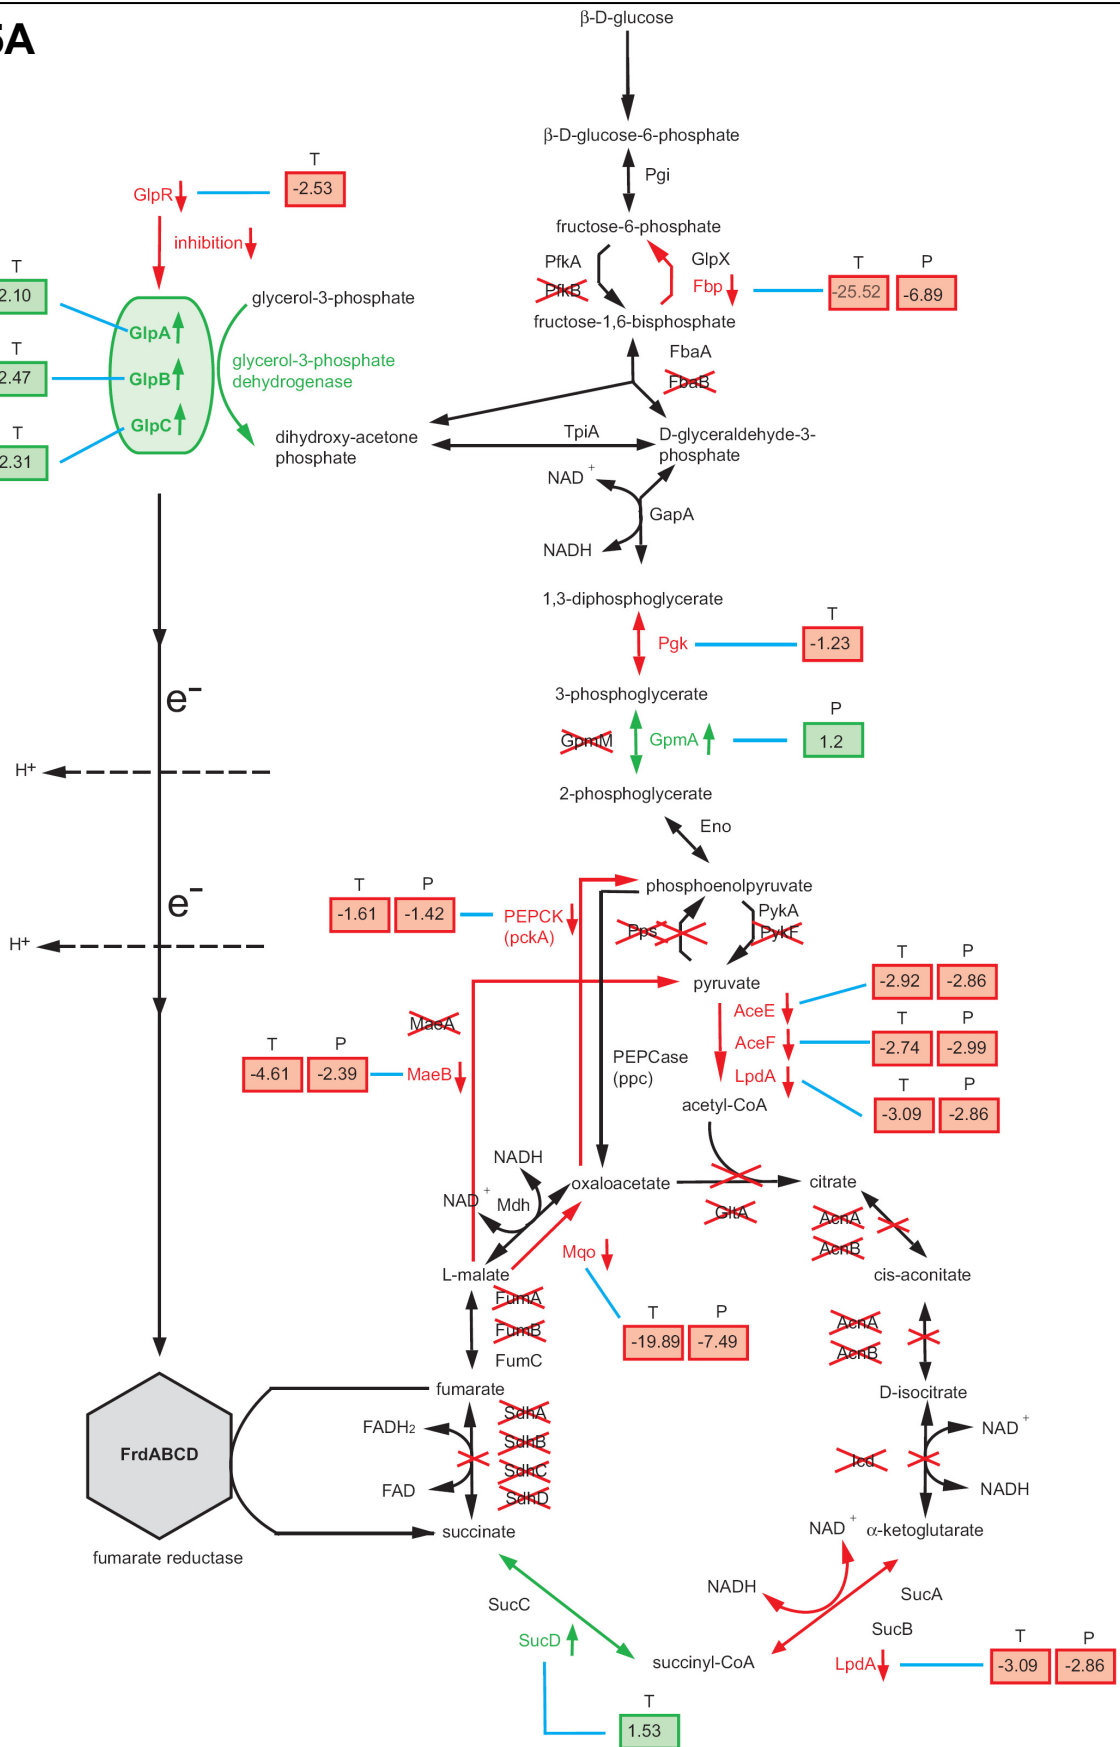 5A
β-D-glucose
β-D-glucose-6-phosphate
Pgi
fructose-6-phosphate
PfkA
PfkB
GlpX
Fbp
T P
-25.52 -6.89
fructose-1,6-bisphosphate
FbaA
FbaB
T
-2.53
GlpR
inhibition
T
2.10
T
2.47
T
2.31
GlpA
GlpB
GlpC
glycerol-3-phosphate
glycerol-3-phosphate
dehydrogenase
dihydroxy-acetone
phosphate
TpiA
D-glyceraldehyde-3-
phosphate
NAD+
GapA
NADH
1,3-diphosphoglycerate
Pgk
T
-1.23
3-phosphoglycerate
GpmM
GpmA
P
1.2
2-phosphoglycerate
Eno
e-
H+
e-
H+
phosphoenolpyruvate
T P
-1.61 -1.42
PEPCK
(pckA)
Pps
PykA
PykF
pyruvate
AceE
T P
-2.92 -2.86
AceF
T P
-2.74 -2.99
LpdA
T P
-3.09 -2.86
MaeA
T P
-4.61 -2.39
MaeB
PEPCase
(ppc)
acetyl-CoA
NADH
NAD+
Mdh
oxaloacetate
GltA
citrate
AcnA
AcnB
cis-aconitate
Mqo
T P
-19.89 -7.49
L-malate
FumA
FumB
FumC
AcnA
AcnB
fumarate
D-isocitrate
SdhA
SdhB
SdhC
SdhD
FADH2
FAD
FrdABCD
fumarate reductase
Icd
NAD+
NADH
succinate
α-ketoglutarate
NAD+
NADH
SucC
SucD
T
1.53
succinyl-CoA
SucA
SucB
LpdA
T P
-3.09 -2.86